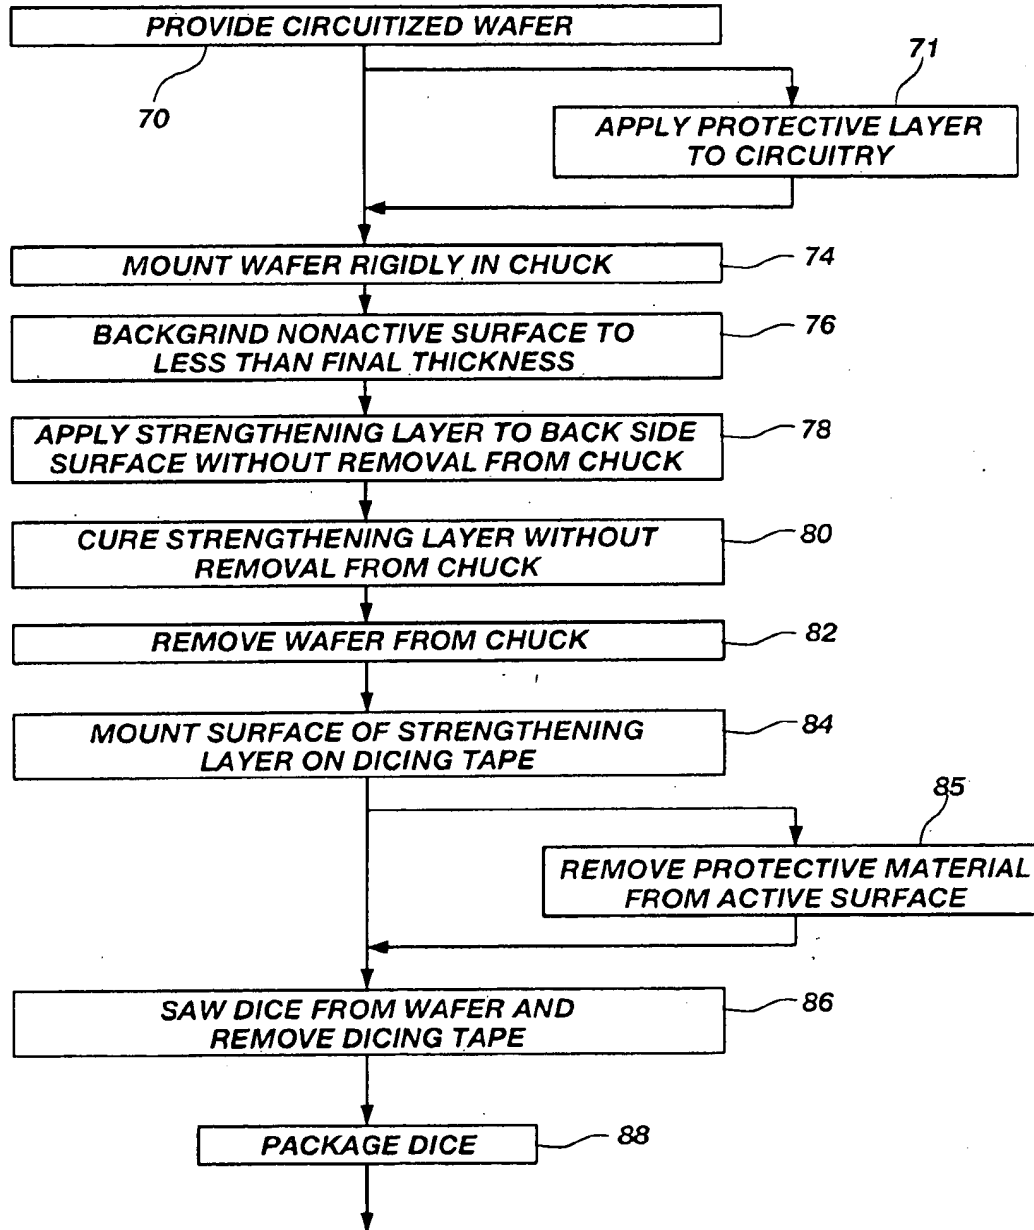 PROVIDE CIRCUITIZED WAFER
70
71
APPLY PROTECTIVE LAYER
TO CIRCUITRY
MOUNT WAFER RIGIDLY IN CHUCK
74
BACKGRIND NONACTIVE SURFACE TO
LESS THAN FINAL THICKNESS
76
APPLY STRENGTHENING LAYER TO BACK SIDE
SURFACE WITHOUT REMOVAL FROM CHUCK
78
CURE STRENGTHENING LAYER WITHOUT
REMOVAL FROM CHUCK
80
REMOVE WAFER FROM CHUCK
82
MOUNT SURFACE OF STRENGTHENING
LAYER ON DICING TAPE
84
85
REMOVE PROTECTIVE MATERIAL
FROM ACTIVE SURFACE
SAW DICE FROM WAFER AND
REMOVE DICING TAPE
86
PACKAGE DICE
88